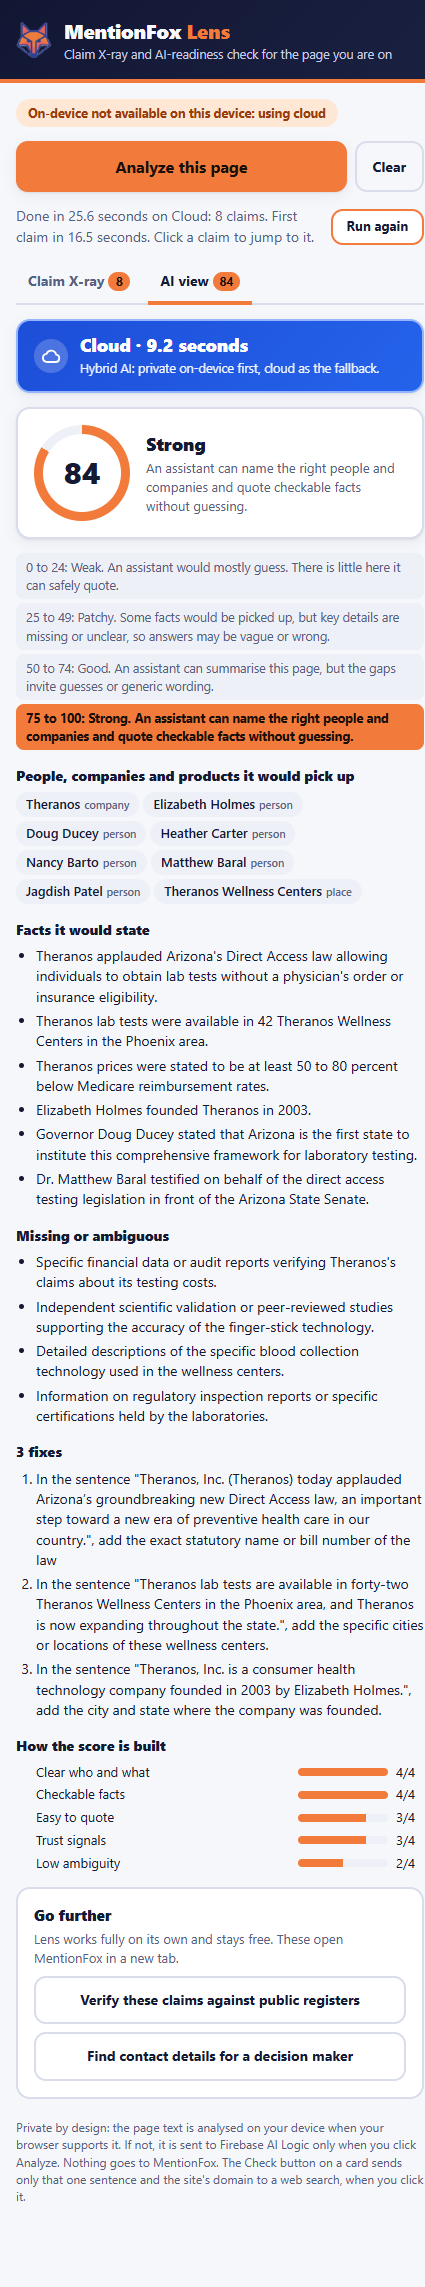 MentionFox Lens
Claim X-ray and AI-readiness check for the page you are on
On-device not available on this device: using cloud
Analyze this page
Clear
Done in 25.6 seconds on Cloud: 8 claims. First
claim in 16.5 seconds. Click a claim to jump to it.
Run again
Claim X-ray 8
AI view 84
Cloud · 9.2 seconds
Hybrid AI: private on-device first, cloud as the fallback.
84
Strong
An assistant can name the right people and
companies and quote checkable facts
without guessing.
0 to 24: Weak. An assistant would mostly guess. There is little here it
can safely quote.
25 to 49: Patchy. Some facts would be picked up, but key details are
missing or unclear, so answers may be vague or wrong.
50 to 74: Good. An assistant can summarise this page, but the gaps
invite guesses or generic wording.
75 to 100: Strong. An assistant can name the right people and
companies and quote checkable facts without guessing.
People, companies and products it would pick up
Theranos company Elizabeth Holmes person
Doug Ducey person Heather Carter person
Nancy Barto person Matthew Baral person
Jagdish Patel person Theranos Wellness Centers place
Facts it would state
• Theranos applauded Arizona's Direct Access law allowing
individuals to obtain lab tests without a physician's order or
insurance eligibility.
• Theranos lab tests were available in 42 Theranos Wellness
Centers in the Phoenix area.
• Theranos prices were stated to be at least 50 to 80 percent
below Medicare reimbursement rates.
• Elizabeth Holmes founded Theranos in 2003.
• Governor Doug Ducey stated that Arizona is the first state to
institute this comprehensive framework for laboratory testing.
• Dr. Matthew Baral testified on behalf of the direct access
testing legislation in front of the Arizona State Senate.
Missing or ambiguous
• Specific financial data or audit reports verifying Theranos's
claims about its testing costs.
• Independent scientific validation or peer-reviewed studies
supporting the accuracy of the finger-stick technology.
• Detailed descriptions of the specific blood collection
technology used in the wellness centers.
• Information on regulatory inspection reports or specific
certifications held by the laboratories.
3 fixes
1. In the sentence "Theranos, Inc. (Theranos) today applauded
Arizona's groundbreaking new Direct Access law, an important
step toward a new era of preventive health care in our
country.", add the exact statutory name or bill number of the
law
2. In the sentence "Theranos lab tests are available in forty-two
Theranos Wellness Centers in the Phoenix area, and Theranos
is now expanding throughout the state.", add the specific cities
or locations of these wellness centers.
3. In the sentence "Theranos, Inc. is a consumer health
technology company founded in 2003 by Elizabeth Holmes.",
add the city and state where the company was founded.
How the score is built
Clear who and what 4/4
Checkable facts 4/4
Easy to quote 3/4
Trust signals 3/4
Low ambiguity 2/4
Go further
Lens works fully on its own and stays free. These open
MentionFox in a new tab.
Verify these claims against public registers
Find contact details for a decision maker
Private by design: the page text is analysed on your device when your
browser supports it. If not, it is sent to Firebase AI Logic only when you click
Analyze. Nothing goes to MentionFox. The Check button on a card sends
only that one sentence and the site's domain to a web search, when you click
it.